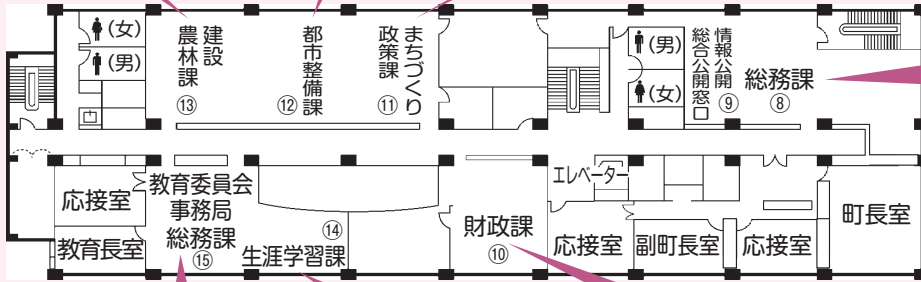 (女)
(男)
建設
農林課
⑬
都市整備課
⑫
まちづくり
政策課
⑪
(男)
(女)
情報公開
総合公開窓口
⑨
総務課
⑧
応接室
教育長室
教育委員会
事務局
総務課
⑮
⑭
生涯学習課
財政課
⑩
エレベーター
応接室
副町長室
応接室
町長室